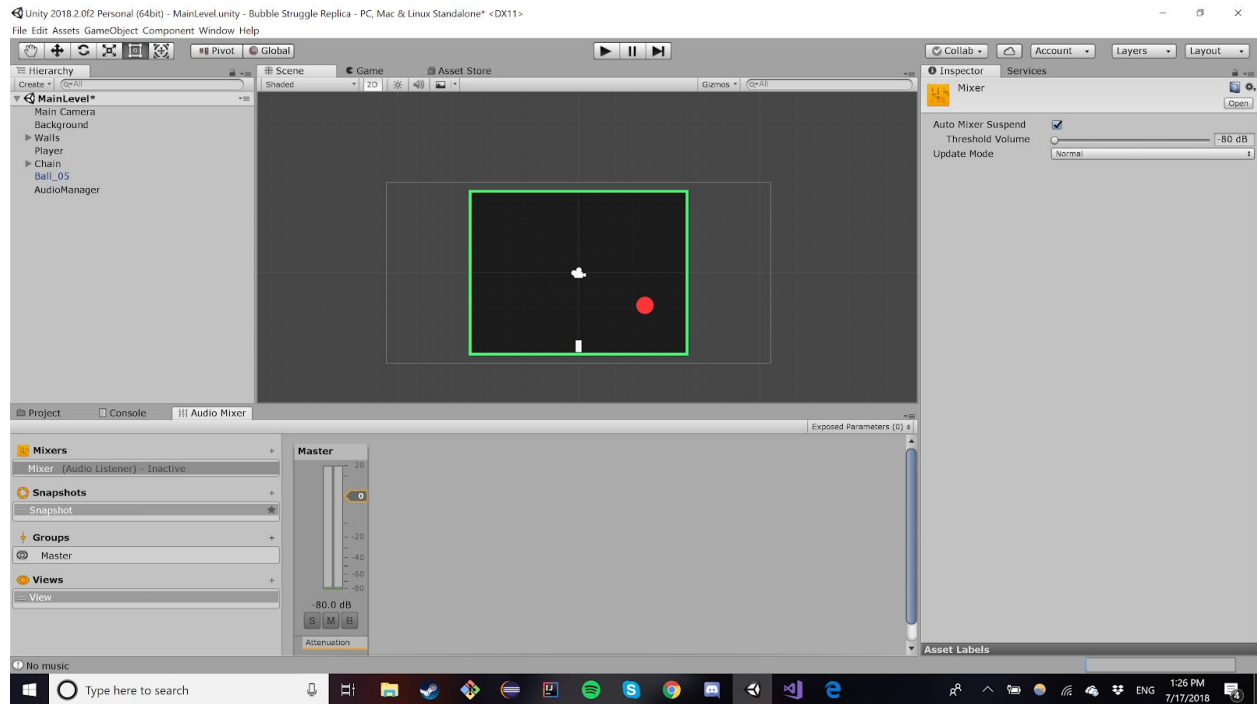 Unity 2018.2.0f2 Personal (64bit) - MainLevel.unity - Bubble Struggle Replica - PC, Mac & Linux Standalone* <DX11>
File Edit Assets GameObject Component Window Help
Pivot Global Collab Account Layers Layout
Hierarchy
Create All
MainLevel*
Main Camera
Background
Walls
Player
Chain
Ball_05
AudioManager
Scene Game Asset Store
Shaded 2D Gizmos All
Inspector Services
Mixer
Open
Auto Mixer Suspend
Threshold Volume -80 dB
Update Mode Normal
Project Console Audio Mixer
Exposed Parameters (0)
Mixers +
Mixer (Audio Listener) – Inactive
Snapshots +
Snapshot
Groups +
Master
Views +
View
Master
20
0
-20
-40
-60
-80
-80.0 dB
S M B
Attenuation
Asset Labels
No music
Type here to search
ENG
1:26 PM
7/17/2018
4